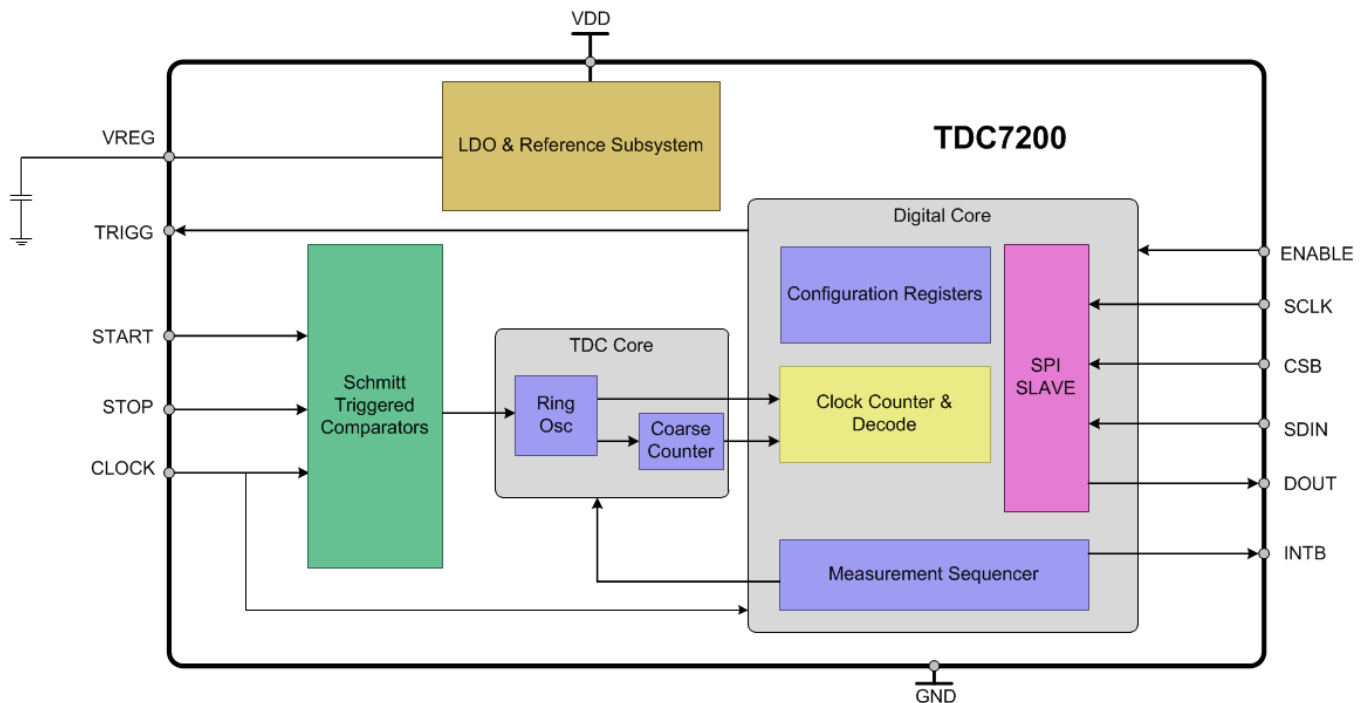 VDD
TDC7200
LDO & Reference Subsystem
VREG
TRIGG
START
STOP
CLOCK
Schmitt
Triggered
Comparators
TDC Core
Ring
Osc
Coarse
Counter
Digital Core
Configuration Registers
Clock Counter &
Decode
SPI
SLAVE
Measurement Sequencer
ENABLE
SCLK
CSB
SDIN
DOUT
INTB
GND